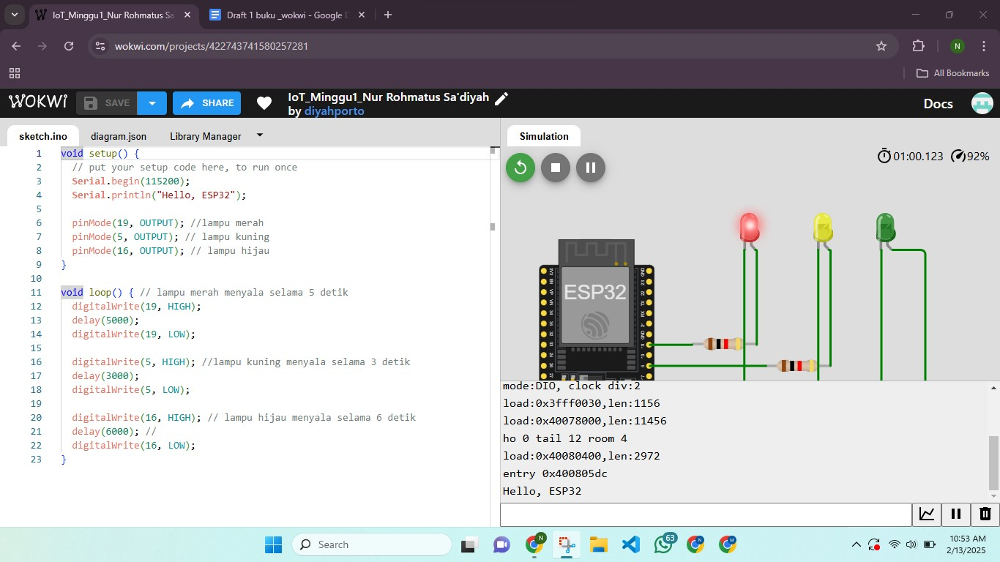 IoT_Minggu1_Nur Rohmatus Sa
Draft 1 buku _wokwi - Google D
wokwi.com/projects/422743741580257281
N
All Bookmarks
WOKWI
SAVE
SHARE
IoT_Minggu1_Nur Rohmatus Sa'diyah
by diyahporto
Docs
sketch.ino
diagram.json
Library Manager
Simulation
01:00.123
92%
1 void setup() {
2 // put your setup code here, to run once
3 Serial.begin(115200);
4 Serial.println("Hello, ESP32");
5
6 pinMode(19, OUTPUT); //lampu merah
7 pinMode(5, OUTPUT); // lampu kuning
8 pinMode(16, OUTPUT); // lampu hijau
9 }
10
11 void loop() { // lampu merah menyala selama 5 detik
12 digitalWrite(19, HIGH);
13 delay(5000);
14 digitalWrite(19, LOW);
15
16 digitalWrite(5, HIGH); //lampu kuning menyala selama 3 detik
17 delay(3000);
18 digitalWrite(5, LOW);
19
20 digitalWrite(16, HIGH); // lampu hijau menyala selama 6 detik
21 delay(6000); //
22 digitalWrite(16, LOW);
23 }
ESP32
mode:DIO, clock div:2
load:0x3fff0030,len:1156
load:0x40078000,len:11456
ho 0 tail 12 room 4
load:0x40080400,len:2972
entry 0x400805dc
Hello, ESP32
Search
63
10:53 AM
2/13/2025